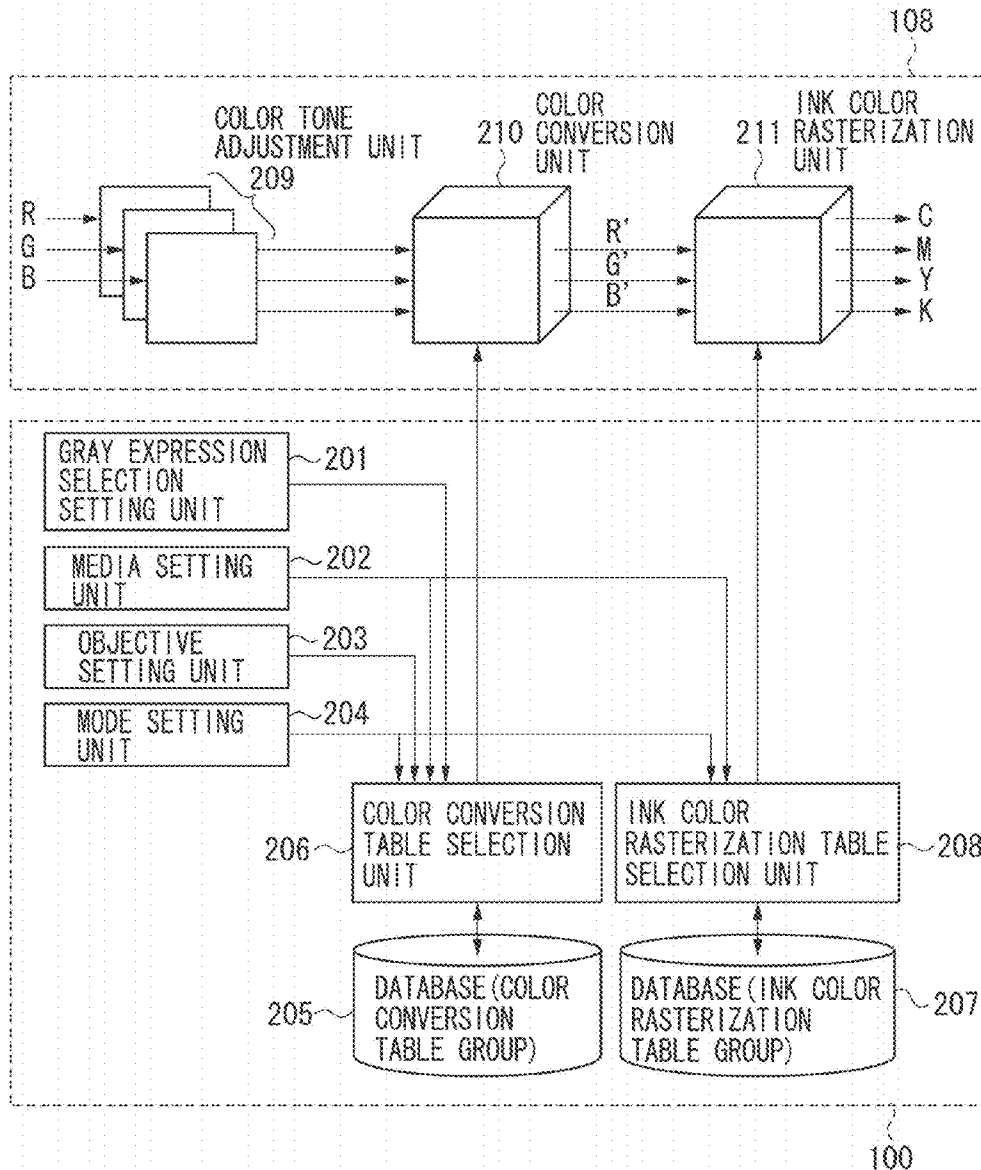 108
COLOR TONE
ADJUSTMENT UNIT
209
COLOR
210 CONVERSION
UNIT
INK COLOR
211 RASTERIZATION
UNIT
R
G
B
R'
G'
B'
C
M
Y
K
GRAY EXPRESSION
SELECTION
SETTING UNIT
201
MEDIA SETTING
UNIT
202
OBJECTIVE
SETTING UNIT
203
MODE SETTING
UNIT
204
COLOR CONVERSION
TABLE SELECTION
UNIT
206
INK COLOR
RASTERIZATION TABLE
SELECTION UNIT
208
DATABASE(COLOR
CONVERSION
TABLE GROUP)
205
DATABASE(INK COLOR
RASTERIZATION
TABLE GROUP)
207
100